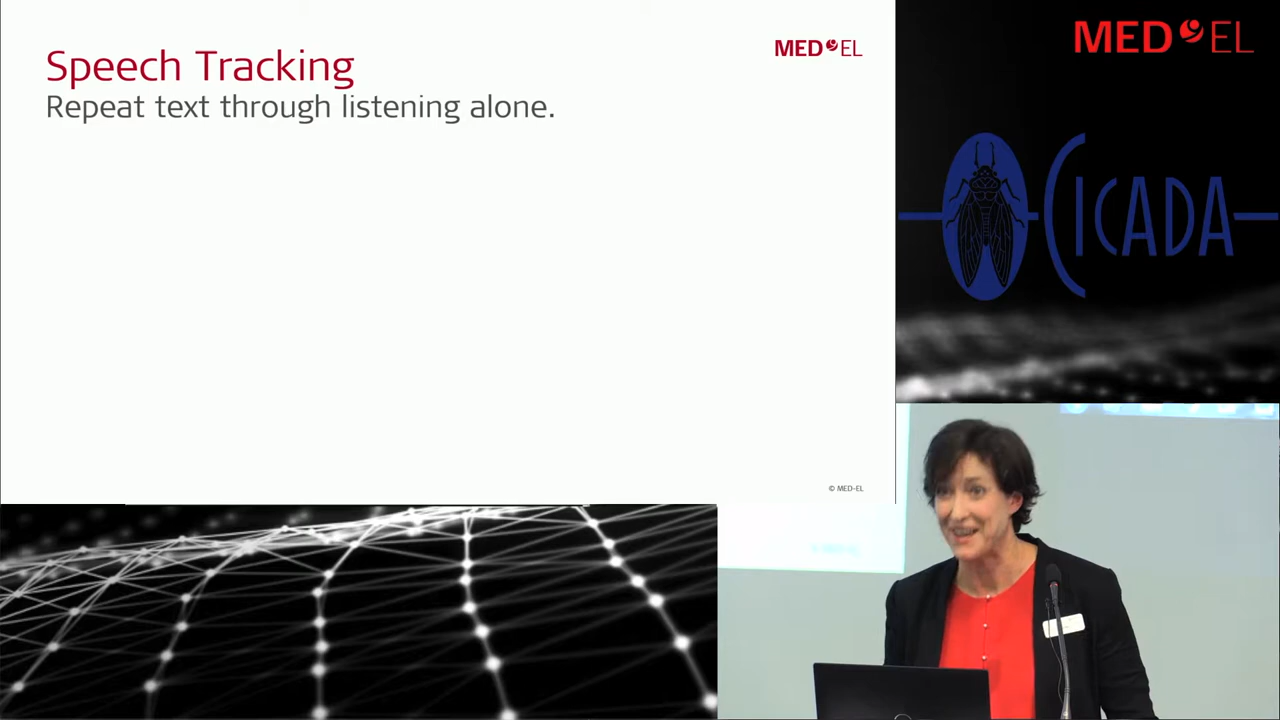 Speech Tracking
Repeat text through listening alone.
MED EL
© MED-EL
MED EL
CICADA